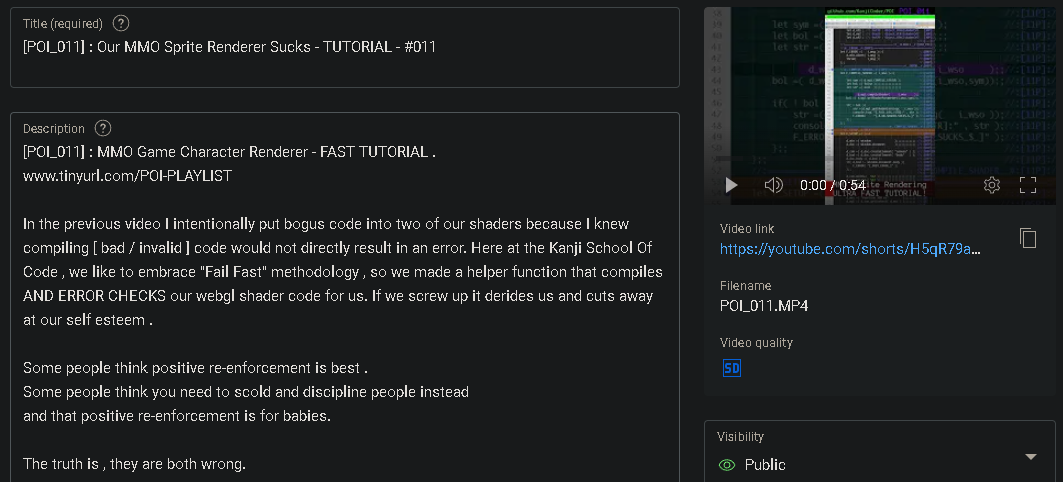 Title (required)
[POI_011] : Our MMO Sprite Renderer Sucks - TUTORIAL - #011
Description
[POI_011] : MMO Game Character Renderer - FAST TUTORIAL .
www.tinyurl.com/POI-PLAYLIST
In the previous video I intentionally put bogus code into two of our shaders because I knew
compiling [ bad / invalid ] code would not directly result in an error. Here at the Kanji School Of
Code , we like to embrace "Fail Fast" methodology , so we made a helper function that compiles
AND ERROR CHECKS our webgl shader code for us. If we screw up it derides us and cuts away
at our self esteem .
Some people think positive re-enforcement is best .
Some people think you need to scold and discipline people instead
and that positive re-enforcement is for babies.
The truth is , they are both wrong.
0:00 / 0:54
Video link
https://youtube.com/shorts/H5qR79a...
Filename
POI_011.MP4
Video quality
SD
Visibility
Public